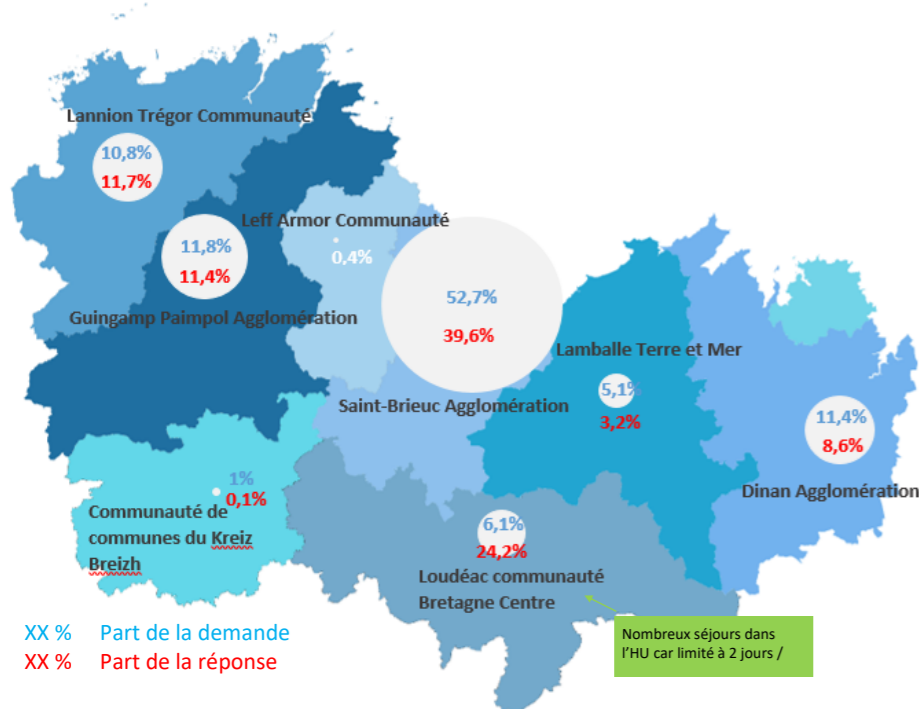 Lannion Trégor Communauté
10,8%
11,7%
Leff Armor Communauté
0,4%
11,8%
11,4%
Guingamp Paimpol Agglomération
52,7%
39,6%
Saint-Brieuc Agglomération
Lamballe Terre et Mer
5,1%
3,2%
11,4%
8,6%
Dinan Agglomération
1%
0,1%
Communauté de
communes du Kreiz
Breizh
6,1%
24,2%
Loudéac communauté
Bretagne Centre
Nombreux séjours dans
l'HU car limité à 2 jours /
XX % Part de la demande
XX % Part de la réponse